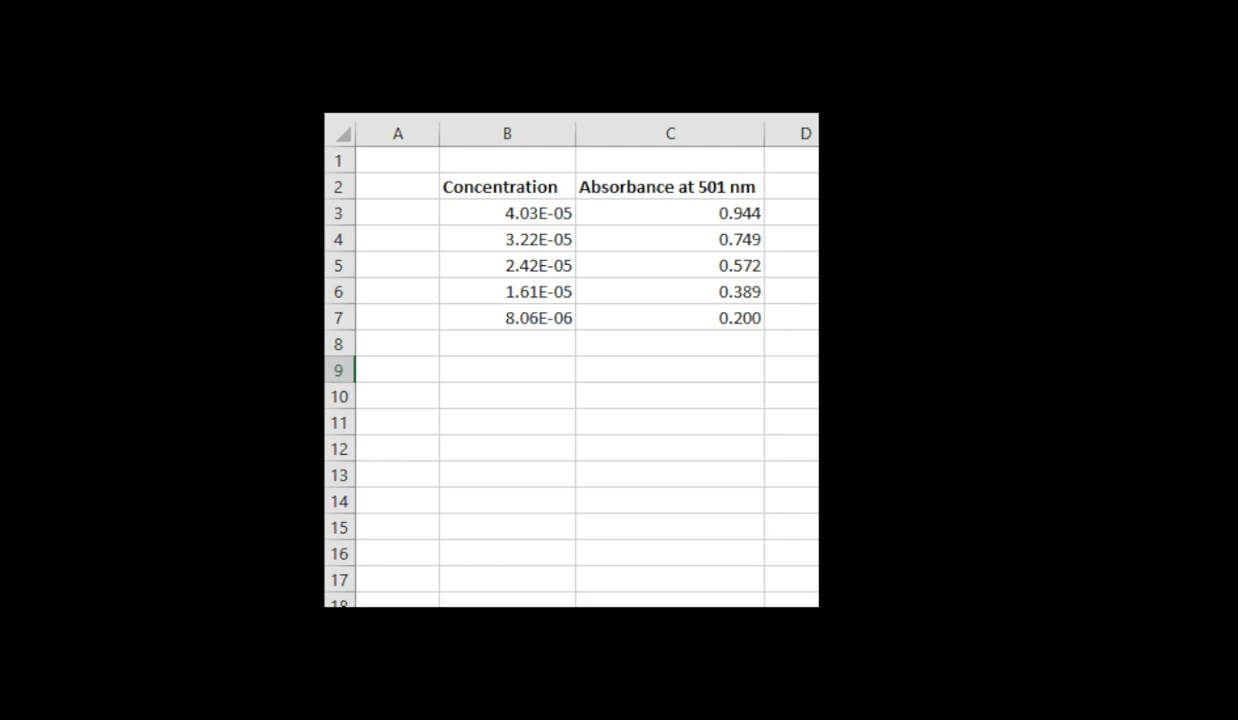 A B C D
1
2 Concentration Absorbance at 501 nm
3 4.03E-05 0.944
4 3.22E-05 0.749
5 2.42E-05 0.572
6 1.61E-05 0.389
7 8.06E-06 0.200
8
9
10
11
12
13
14
15
16
17
18